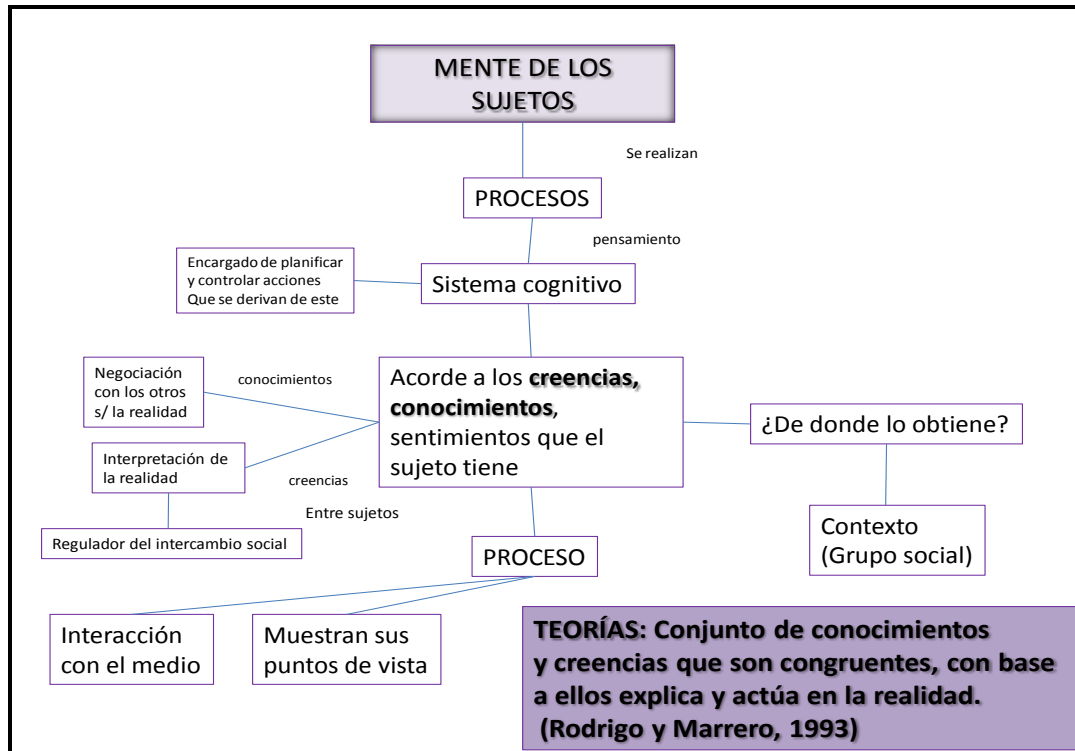 MENTE DE LOS
SUJETOS
Se realizan
PROCESOS
pensamiento
Encargado de planificar
y controlar acciones
Que se derivan de este
Sistema cognitivo
Negociación
con los otros
s/ la realidad
conocimientos
Acorde a los creencias,
conocimientos,
sentimientos que el
sujeto tiene
¿De donde lo obtiene?
Interpretación de
la realidad
creencias
Entre sujetos
Regulador del intercambio social
Contexto
(Grupo social)
PROCESO
Interacción
con el medio
Muestran sus
puntos de vista
TEORÍAS: Conjunto de conocimientos
y creencias que son congruentes, con base
a ellos explica y actúa en la realidad.
(Rodrigo y Marrero, 1993)